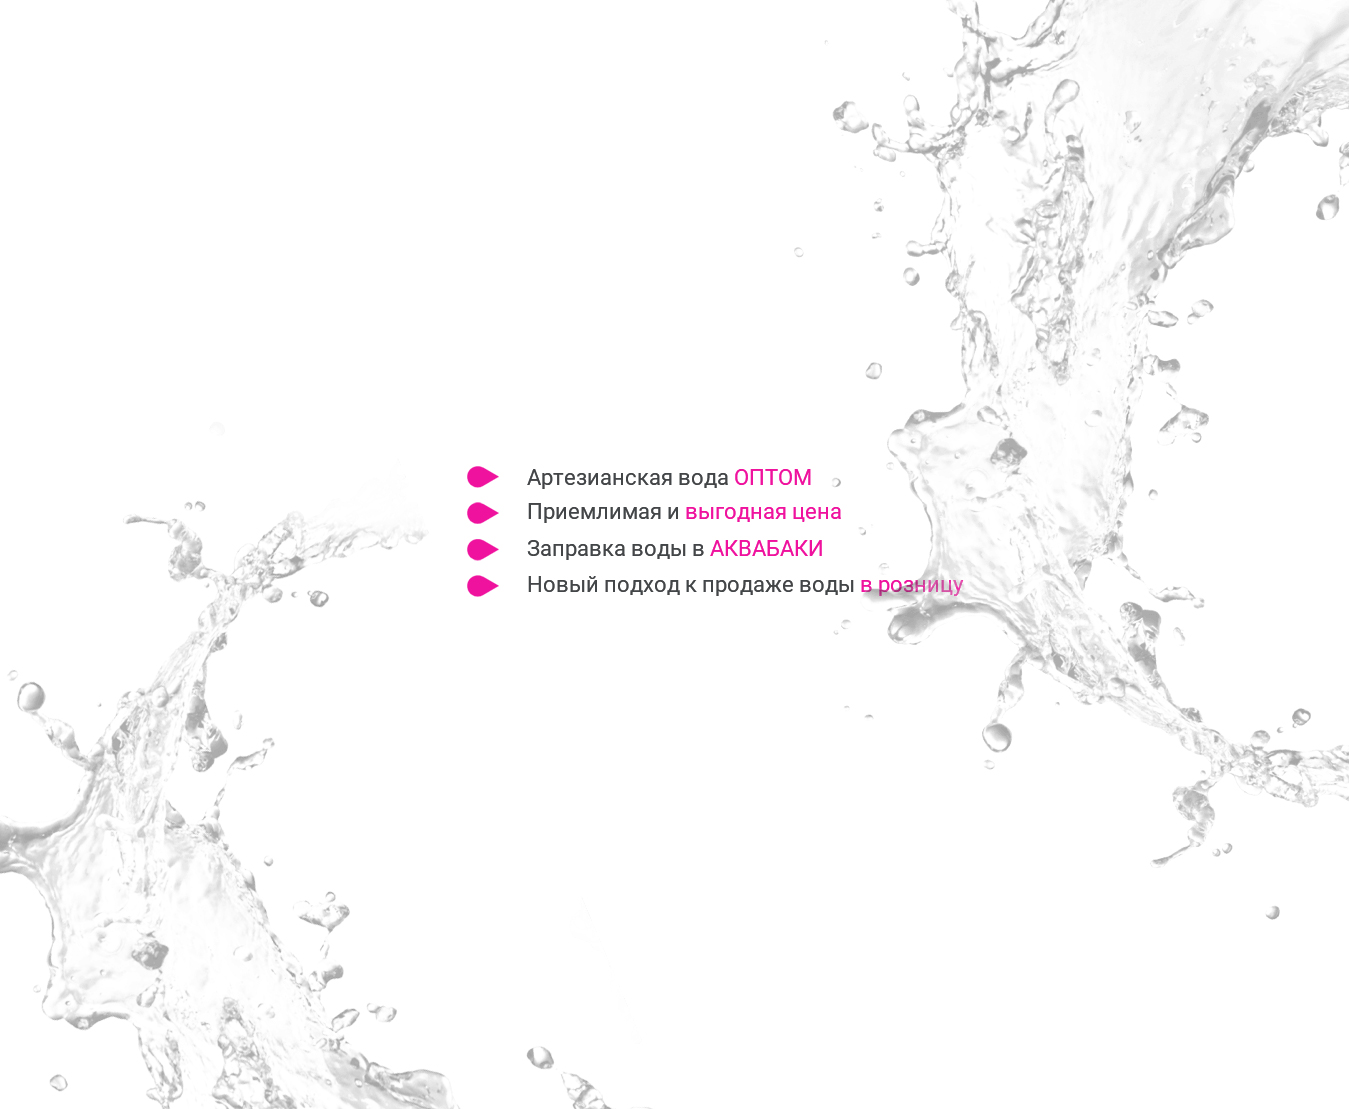 Артезианская вода ОПТОМ
Приемлимая и выгодная цена
Заправка воды в АКВАБАКИ
Новый подход к продаже воды в розницу